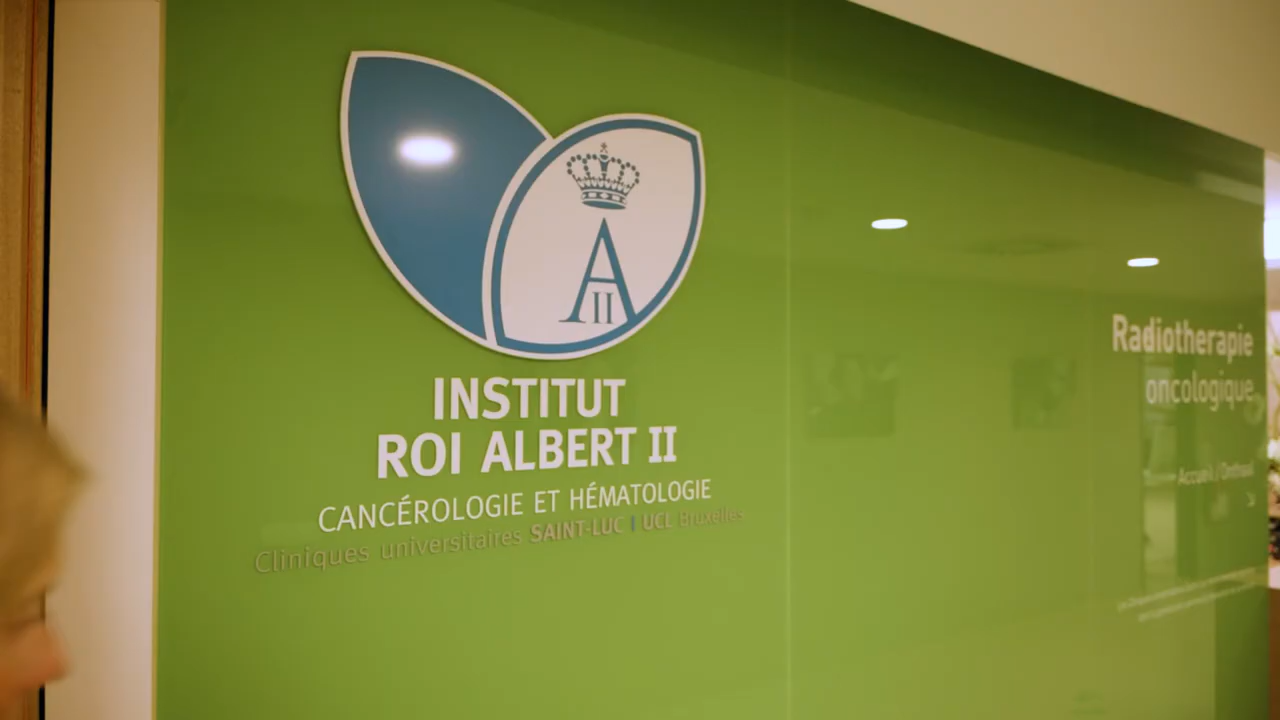 A
II
INSTITUT
ROI ALBERT II
CANCÉROLOGIE ET HÉMATOLOGIE
Cliniques universitaires SAINT-LUC | UCL Bruxelles
Radiotherapie
oncologique
Accueil / Onthaal